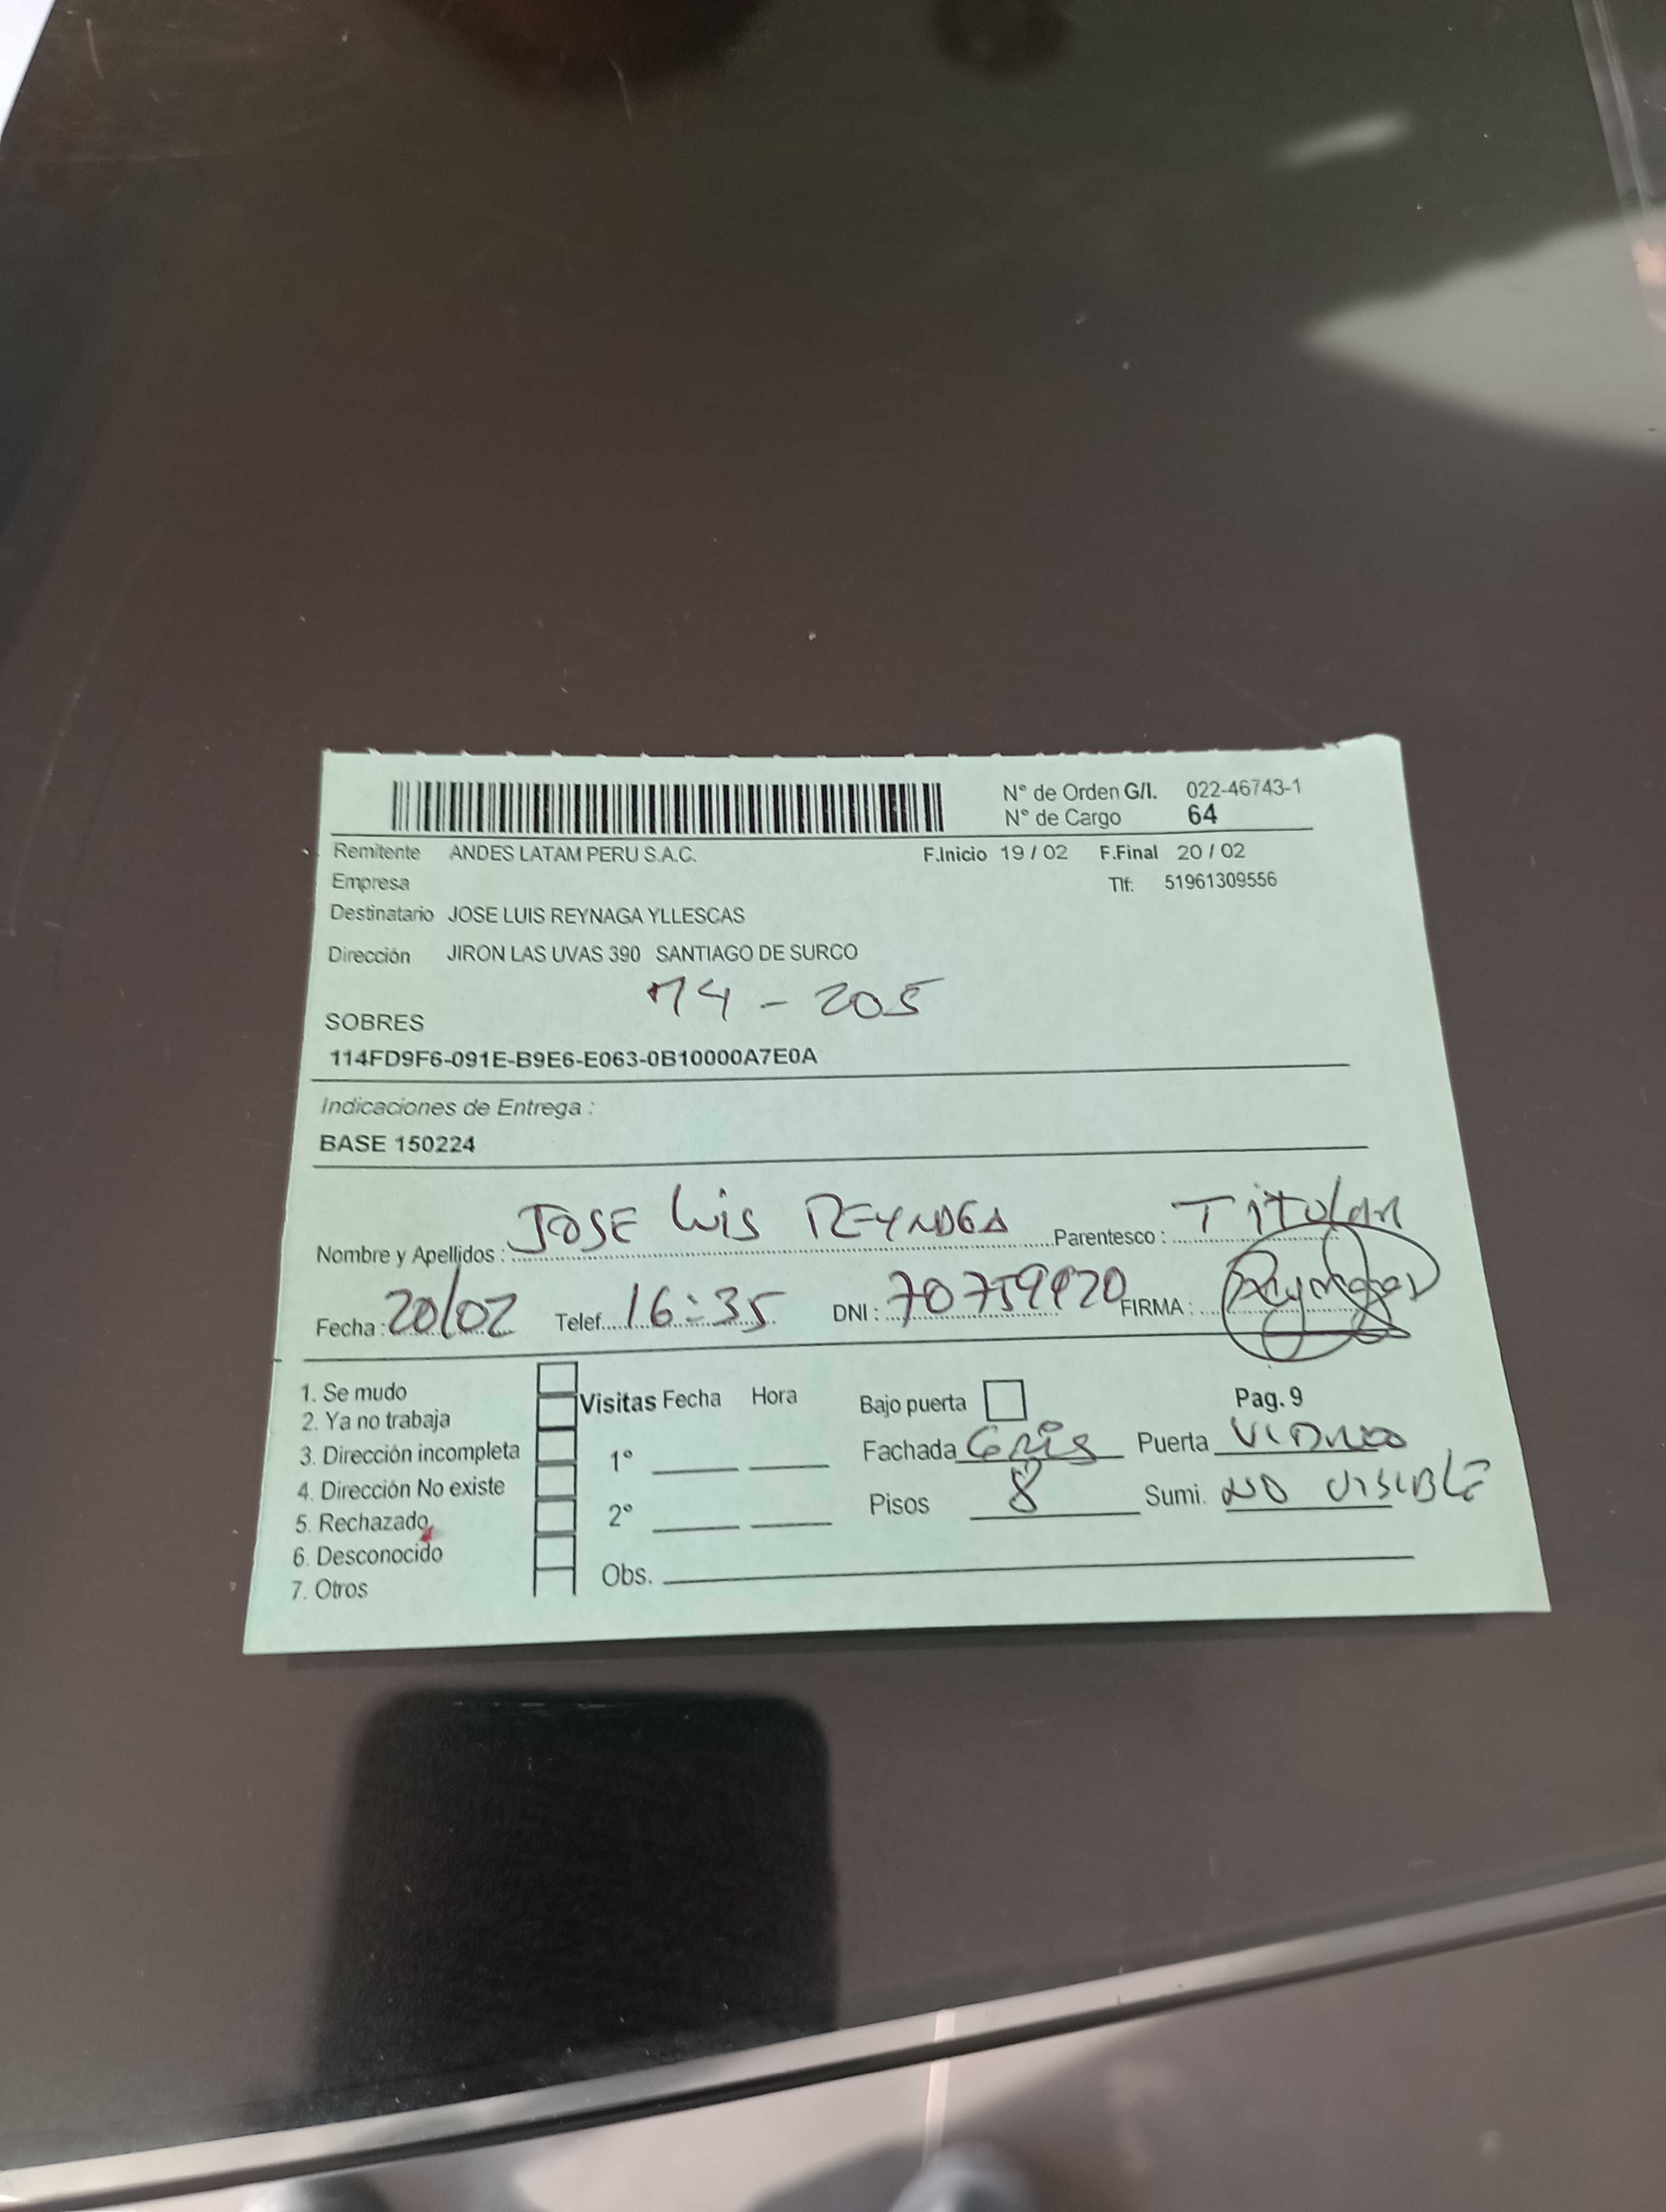 N° de Orden G/I. 022-46743-1
N° de Cargo 64
Remitente ANDES LATAM PERU S.A.C. F.Inicio 19 / 02 F.Final 20 / 02
Empresa Tlf: 51961309556
Destinatario JOSE LUIS REYNAGA YLLESCAS
Dirección JIRON LAS UVAS 390 SANTIAGO DE SURCO
- 205
SOBRES
114FD9F6-091E-B9E6-E063-0B10000A7E0A
Indicaciones de Entrega :
BASE 150224
Nombre y Apellidos : JOSE Luis REYNAGA Parentesco : Titular
Fecha : 20/02 Telef. 16:35 DNI : FIRMA :
1. Se mudo
2. Ya no trabaja
3. Dirección incompleta
4. Dirección No existe
5. Rechazado
6. Desconocido
7. Otros
Visitas Fecha Hora
1°
2°
Obs.
Bajo puerta Pag. 9
Fachada Gris Puerta VIDRIO
Pisos 8 Sumi. NO VISIBLE